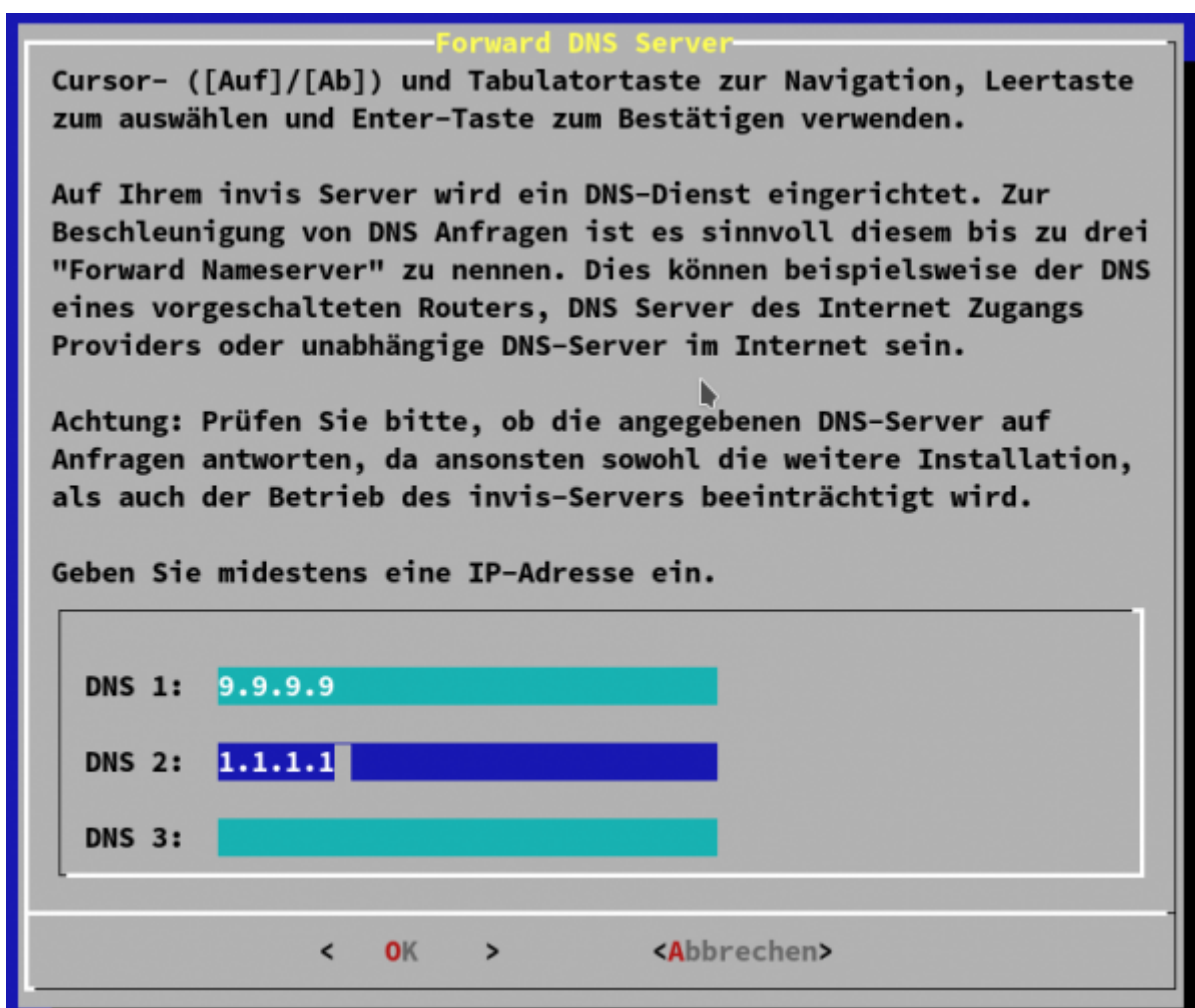 Forward DNS Server
Cursor- ([Auf]/[Ab]) und Tabulatortaste zur Navigation, Leertaste
zum auswählen und Enter-Taste zum Bestätigen verwenden.
Auf Ihrem invis Server wird ein DNS-Dienst eingerichtet. Zur
Beschleunigung von DNS Anfragen ist es sinnvoll diesem bis zu drei
"Forward Nameserver" zu nennen. Dies können beispielsweise der DNS
eines vorgeschalteten Routers, DNS Server des Internet Zugangs
Providers oder unabhängige DNS-Server im Internet sein.
Achtung: Prüfen Sie bitte, ob die angegebenen DNS-Server auf
Anfragen antworten, da ansonsten sowohl die weitere Installation,
als auch der Betrieb des invis-Servers beeinträchtigt wird.
Geben Sie midestens eine IP-Adresse ein.
DNS 1: 9.9.9.9
DNS 2: 1.1.1.1
DNS 3:
< OK > <Abbrechen>